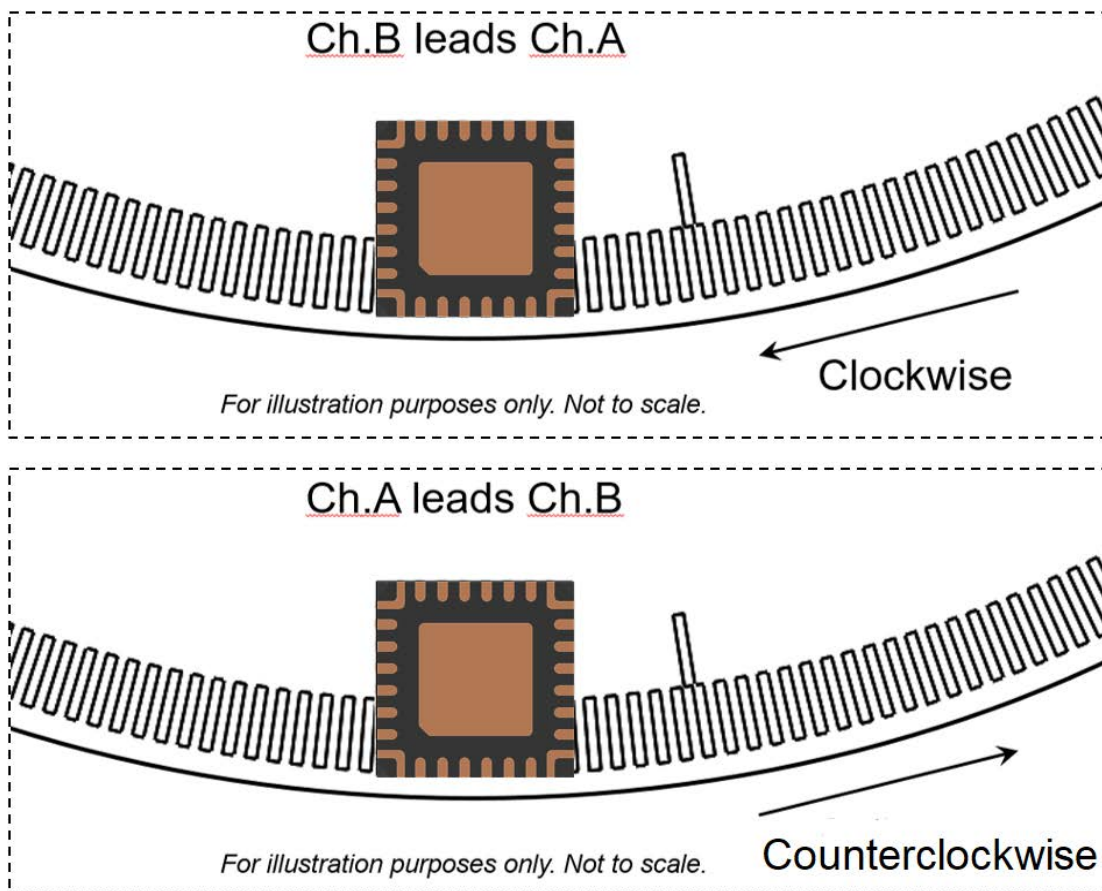 Ch.B leads Ch.A
Clockwise
For illustration purposes only. Not to scale.
Ch.A leads Ch.B
Counterclockwise
For illustration purposes only. Not to scale.